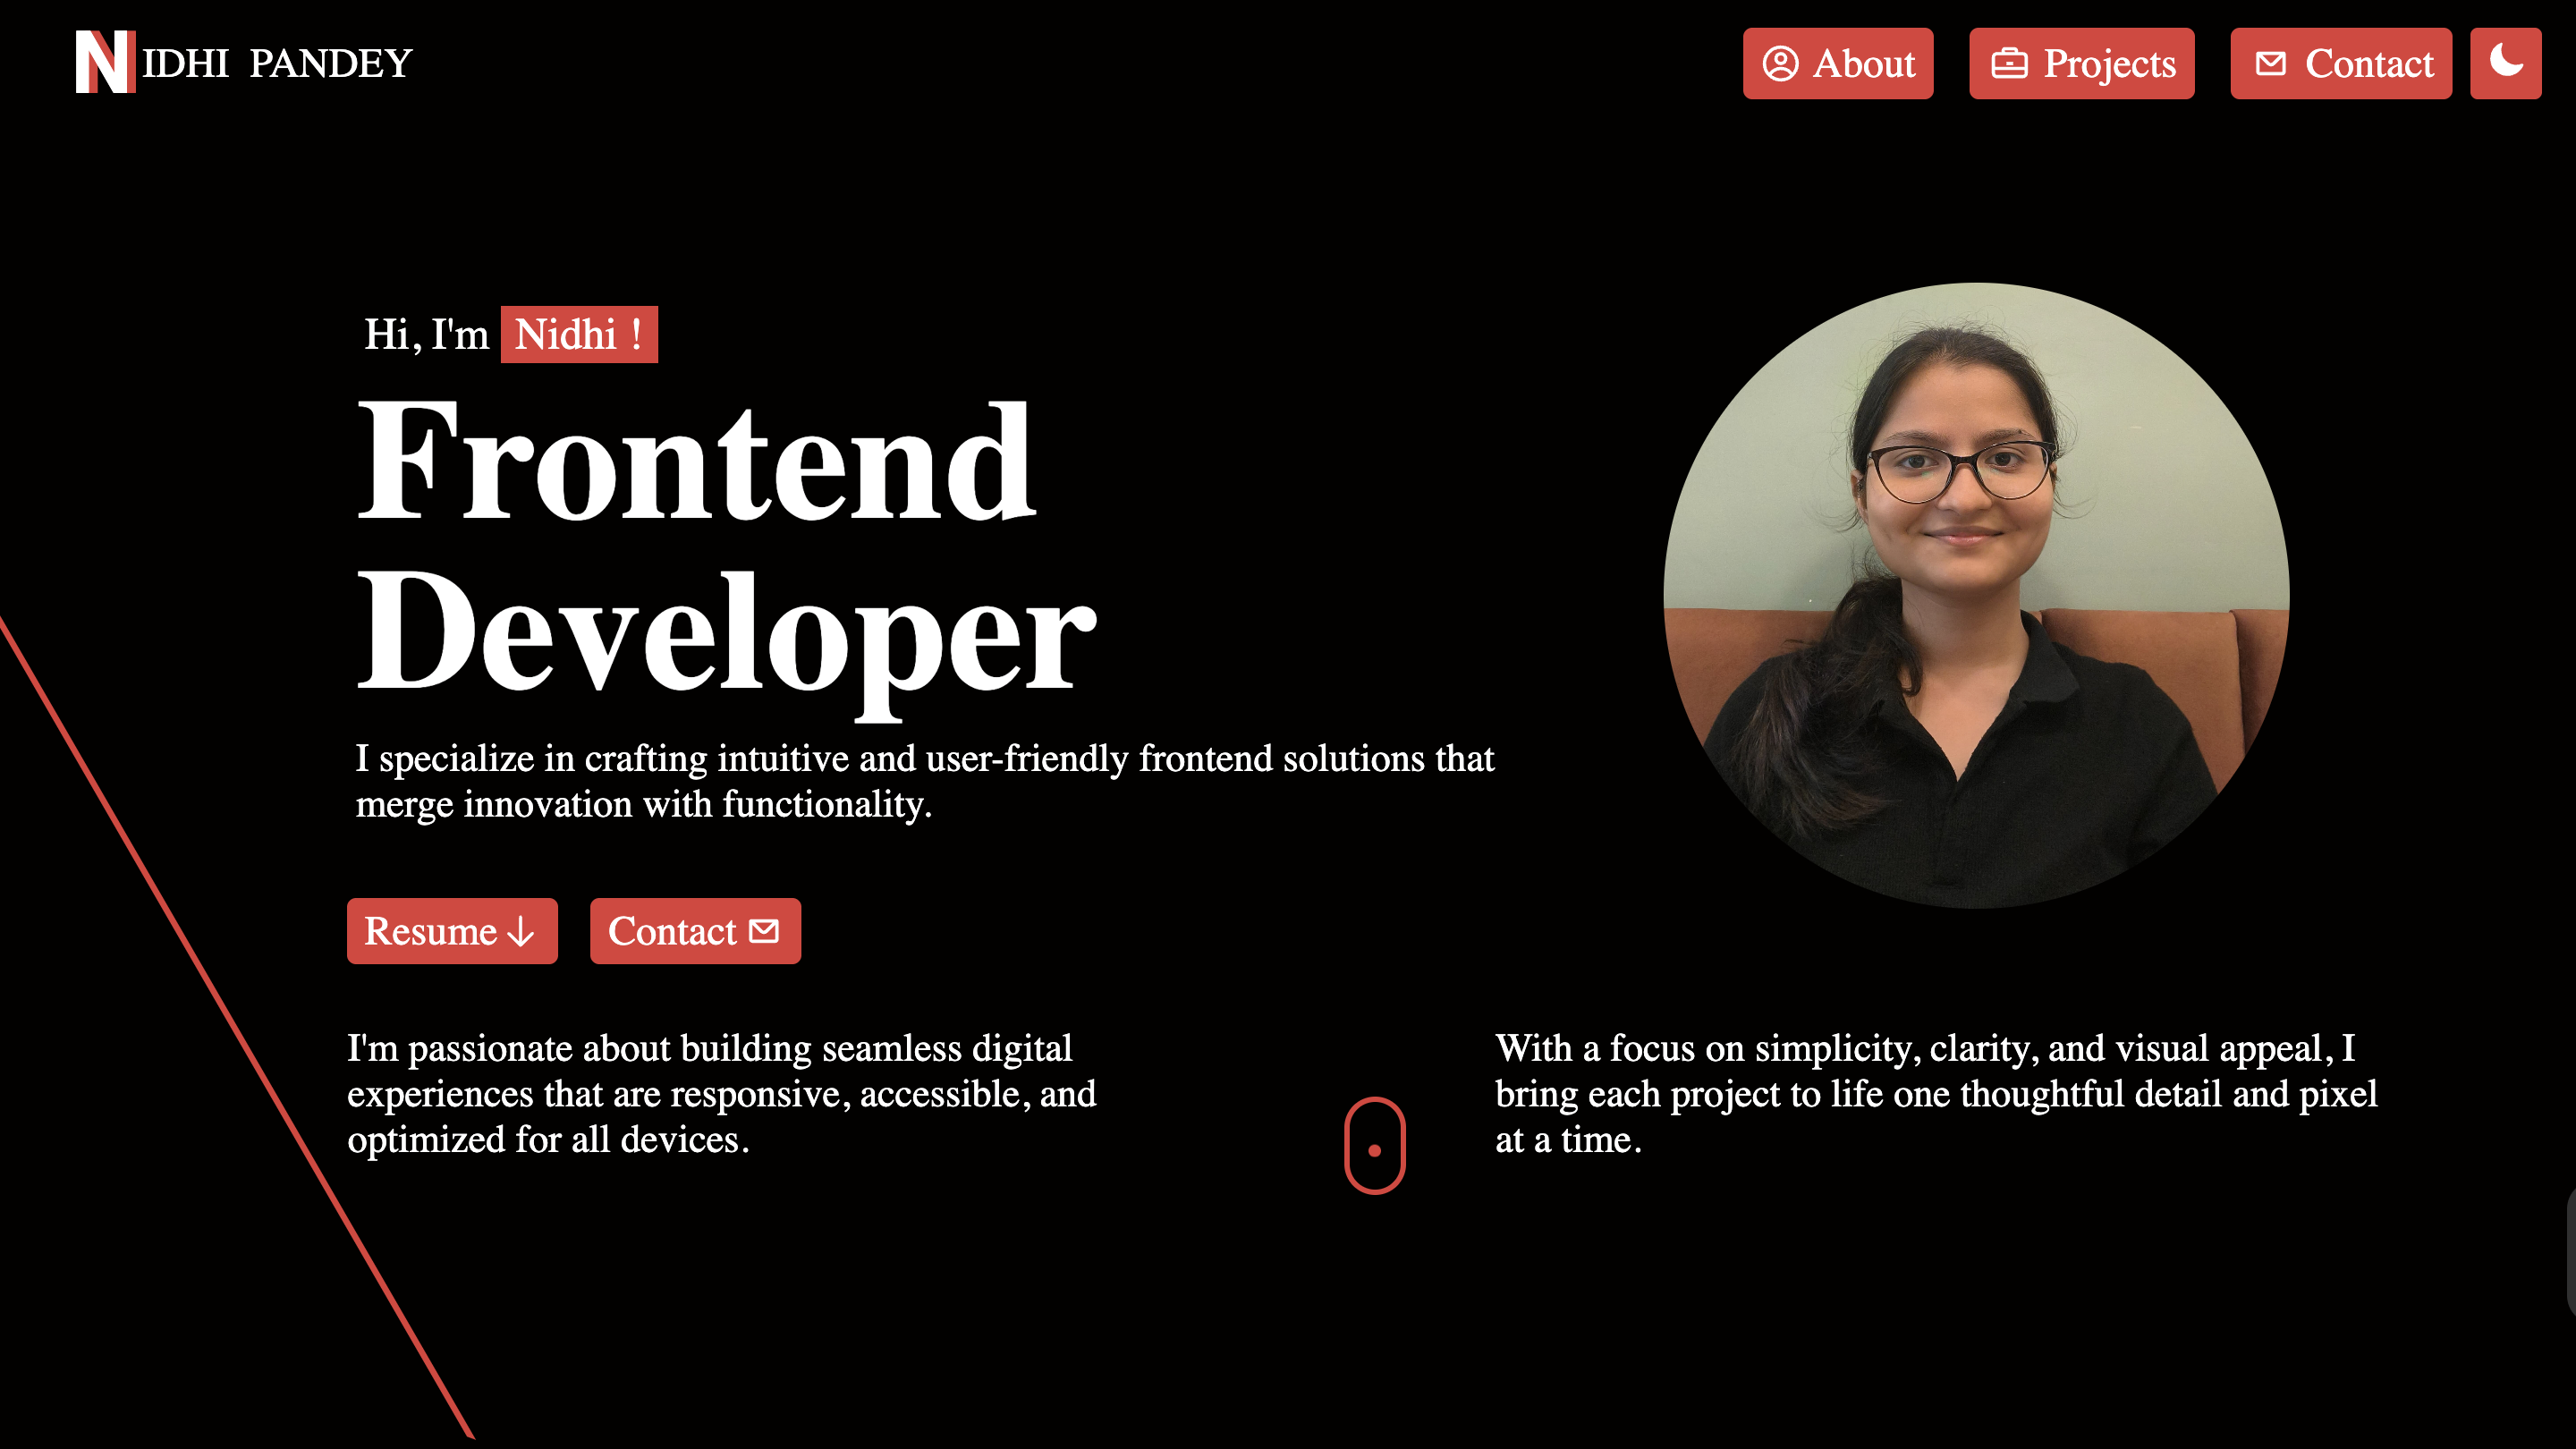 NIDHI PANDEY
About
Projects
Contact
Hi, I'm Nidhi !
Frontend
Developer
I specialize in crafting intuitive and user-friendly frontend solutions that
merge innovation with functionality.
Resume
Contact
I'm passionate about building seamless digital
experiences that are responsive, accessible, and
optimized for all devices.
With a focus on simplicity, clarity, and visual appeal, I
bring each project to life one thoughtful detail and pixel
at a time.